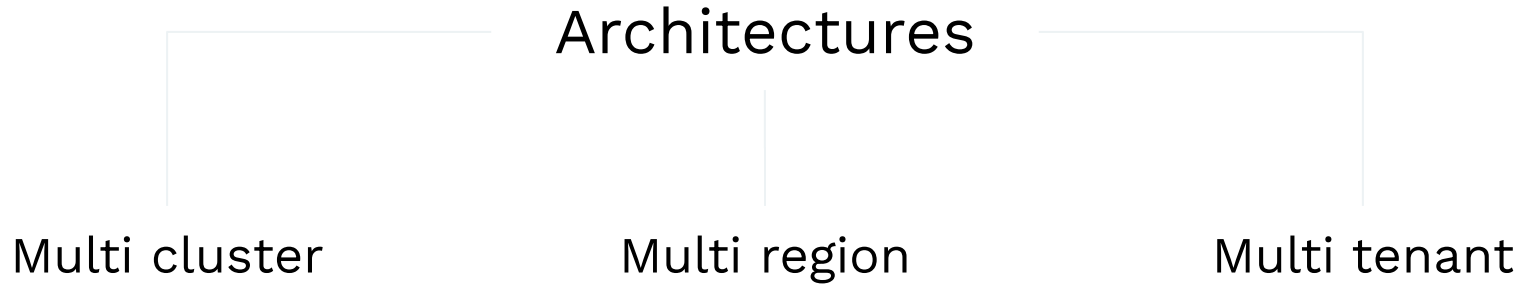 Architectures
Multi cluster
Multi region
Multi tenant